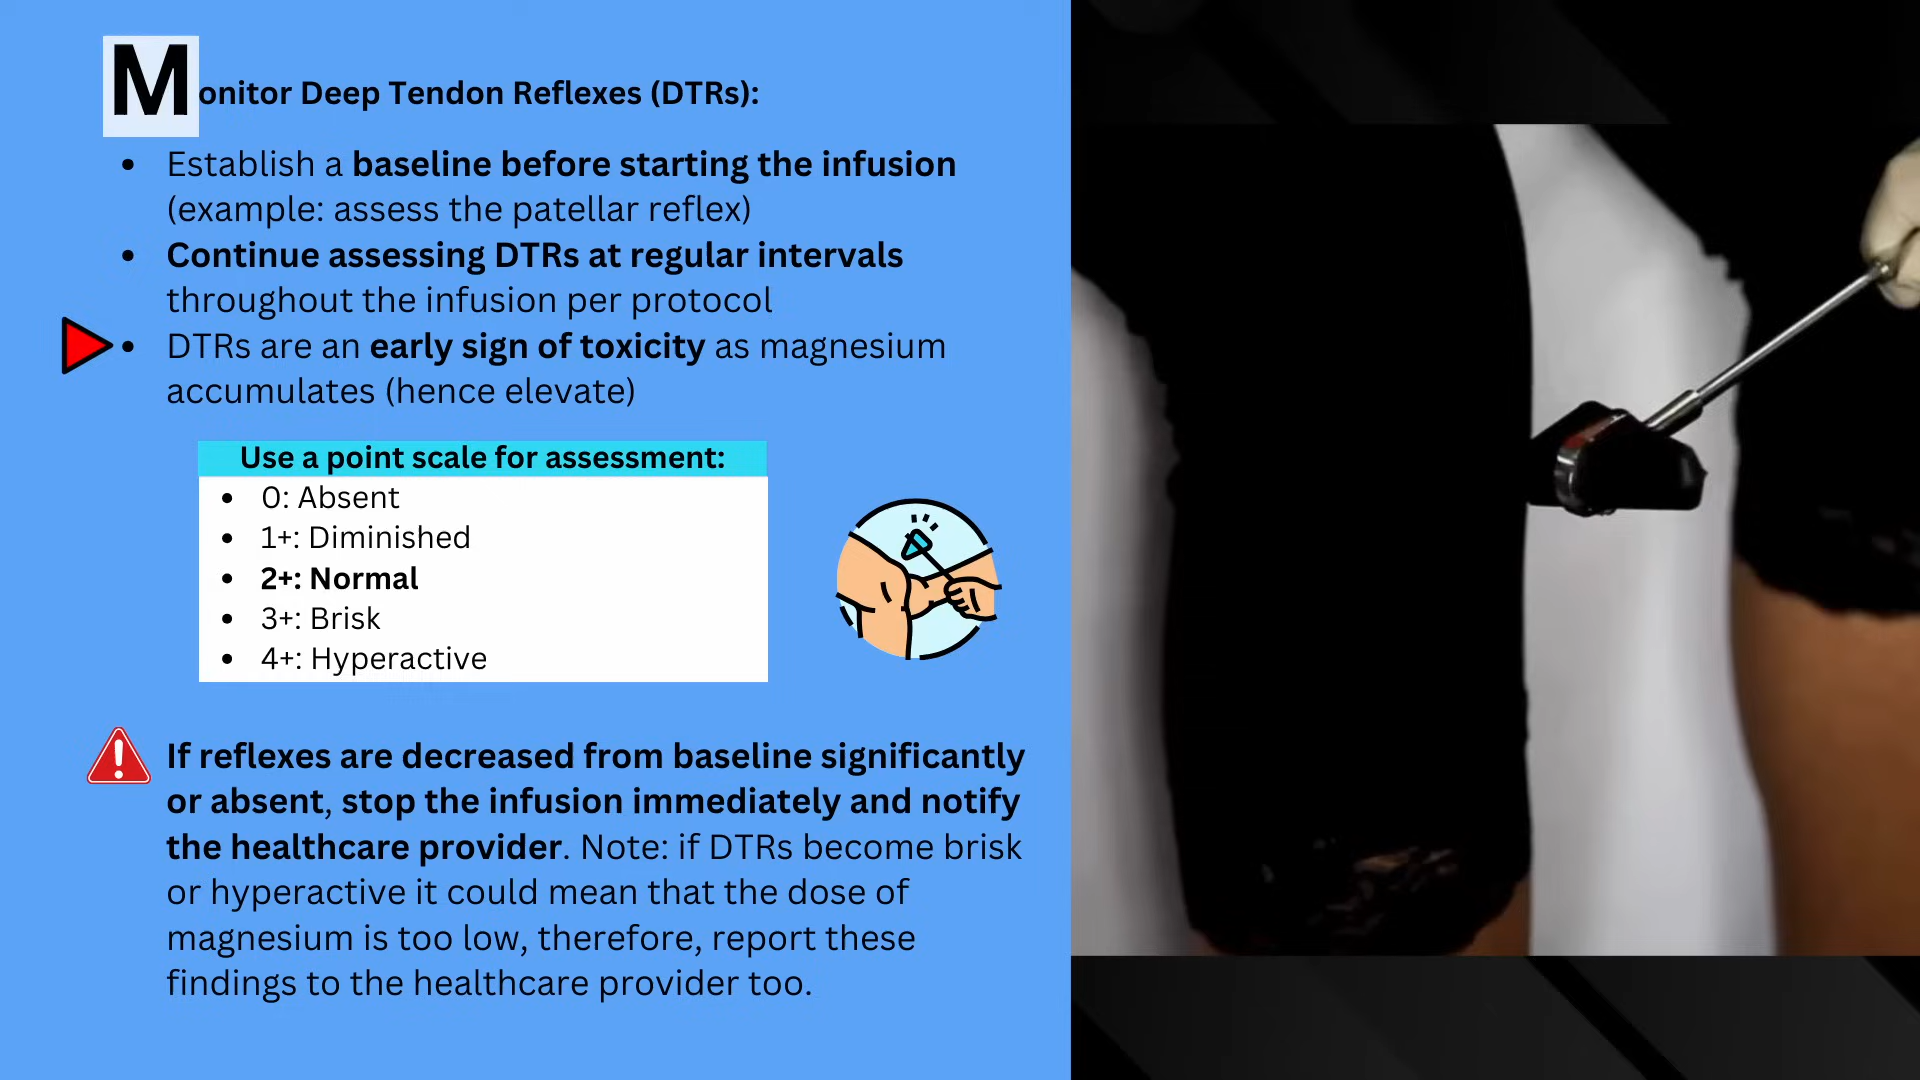 Monitor Deep Tendon Reflexes (DTRs):
• Establish a baseline before starting the infusion
(example: assess the patellar reflex)
• Continue assessing DTRs at regular intervals
throughout the infusion per protocol
• DTRs are an early sign of toxicity as magnesium
accumulates (hence elevate)
Use a point scale for assessment:
• 0: Absent
• 1+: Diminished
• 2+: Normal
• 3+: Brisk
• 4+: Hyperactive
If reflexes are decreased from baseline significantly
or absent, stop the infusion immediately and notify
the healthcare provider. Note: if DTRs become brisk
or hyperactive it could mean that the dose of
magnesium is too low, therefore, report these
findings to the healthcare provider too.